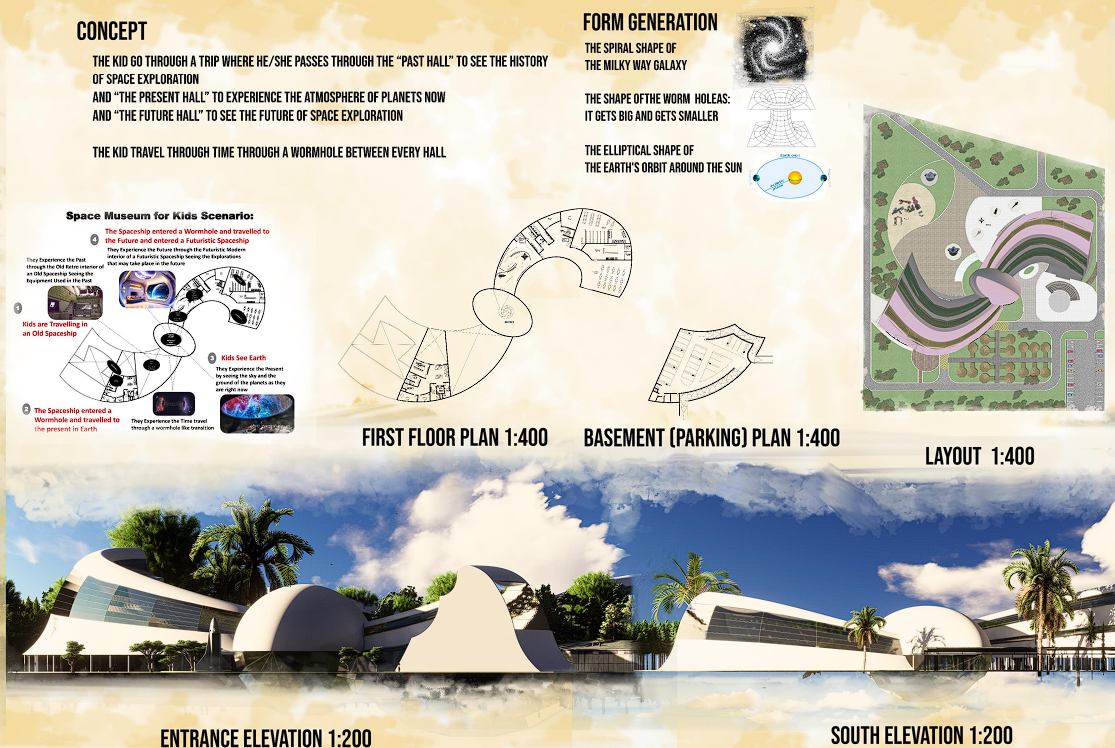 CONCEPT
THE KID GO THROUGH A TRIP WHERE HE/SHE PASSES THROUGH THE “PAST HALL” TO SEE THE HISTORY
OF SPACE EXPLORATION
AND “THE PRESENT HALL” TO EXPERIENCE THE ATMOSPHERE OF PLANETS NOW
AND “THE FUTURE HALL” TO SEE THE FUTURE OF SPACE EXPLORATION
THE KID TRAVEL THROUGH TIME THROUGH A WORMHOLE BETWEEN EVERY HALL
FORM GENERATION
THE SPIRAL SHAPE OF
THE MILKY WAY GALAXY
THE SHAPE OFTHE WORM HOLEAS:
IT GETS BIG AND GETS SMALLER
THE ELLIPTICAL SHAPE OF
THE EARTH'S ORBIT AROUND THE SUN
Earth orbit
Space Museum for Kids Scenario:
4
The Spaceship entered a Wormhole and travelled to
the Future and entered a Futuristic Spaceship
They Experience the Future through the Futuristic Modern
interior of a Futuristic Spaceship Seeing the Explorations
that may take place in the future
They Experience the Past
through the Old Retro interior of
an Old Spaceship Seeing the
Equipment Used in the Past
1
Kids are Travelling in
an Old Spaceship
3
Kids See Earth
They Experience the Present
by seeing the sky and the
ground of the planets as they
are right now
2
The Spaceship entered a
Wormhole and travelled to
the present in Earth
They Experience the Time travel
through a wormhole like transition
FIRST FLOOR PLAN 1:400
BASEMENT (PARKING) PLAN 1:400
LAYOUT 1:400
ENTRANCE ELEVATION 1:200
SOUTH ELEVATION 1:200